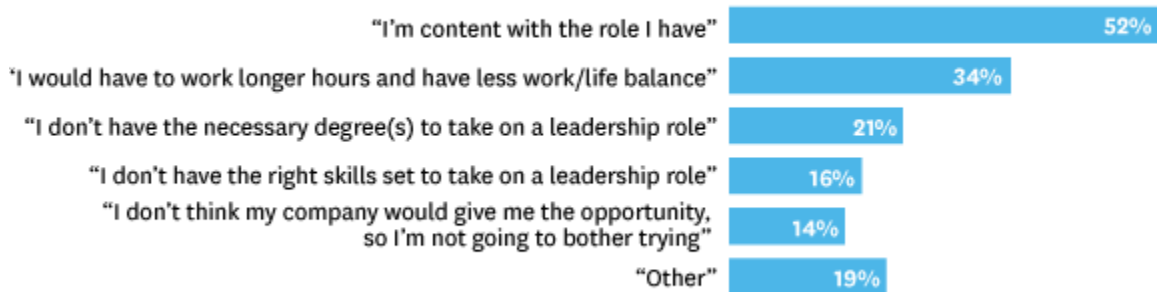 “I’m content with the role I have”
52%
‘I would have to work longer hours and have less work/life balance”
34%
“I don’t have the necessary degree(s) to take on a leadership role”
21%
“I don’t have the right skills set to take on a leadership role”
16%
“I don’t think my company would give me the opportunity,
so I’m not going to bother trying”
14%
“Other”
19%